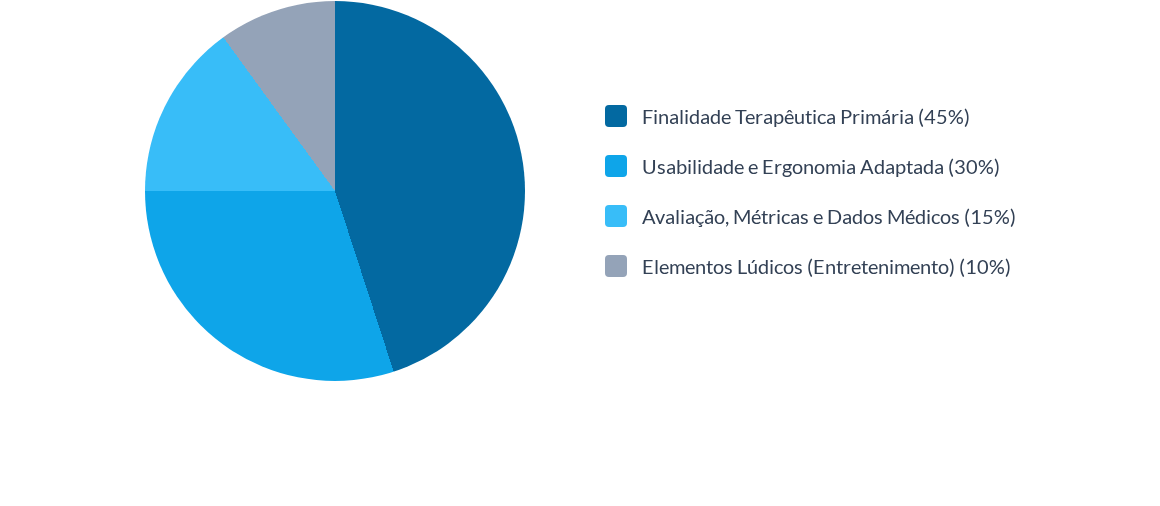 Finalidade Terapêutica Primária (45%)
Usabilidade e Ergonomia Adaptada (30%)
Avaliação, Métricas e Dados Médicos (15%)
Elementos Lúdicos (Entretenimento) (10%)